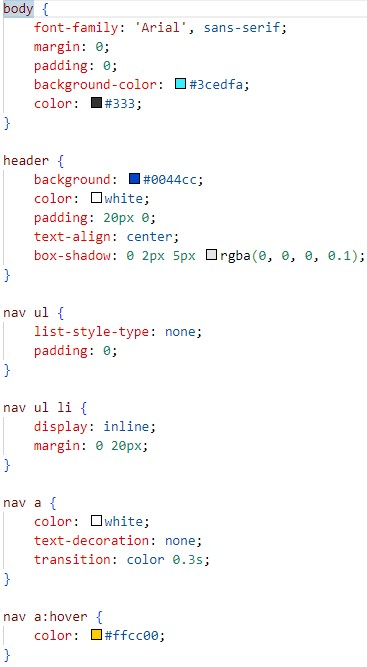 body {
    font-family: 'Arial', sans-serif;
    margin: 0;
    padding: 0;
    background-color: #3cedfa;
    color: #333;
}

header {
    background: #0044cc;
    color: white;
    padding: 20px 0;
    text-align: center;
    box-shadow: 0 2px 5px rgba(0, 0, 0, 0.1);
}

nav ul {
    list-style-type: none;
    padding: 0;
}

nav ul li {
    display: inline;
    margin: 0 20px;
}

nav a {
    color: white;
    text-decoration: none;
    transition: color 0.3s;
}

nav a:hover {
    color: #ffcc00;
}